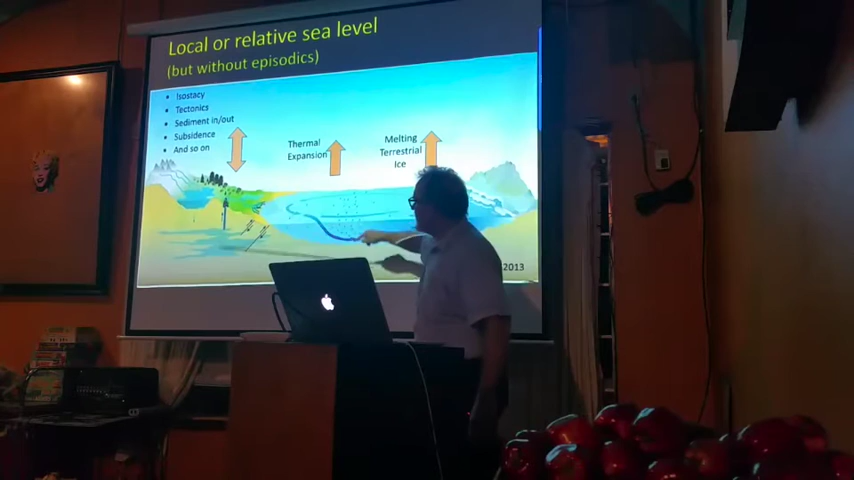 Local or relative sea level
(but without episodics)
• Isostacy
• Tectonics
• Sediment in/out
• Subsidence
• And so on
Thermal
Expansion
Melting
Terrestrial
Ice
2013